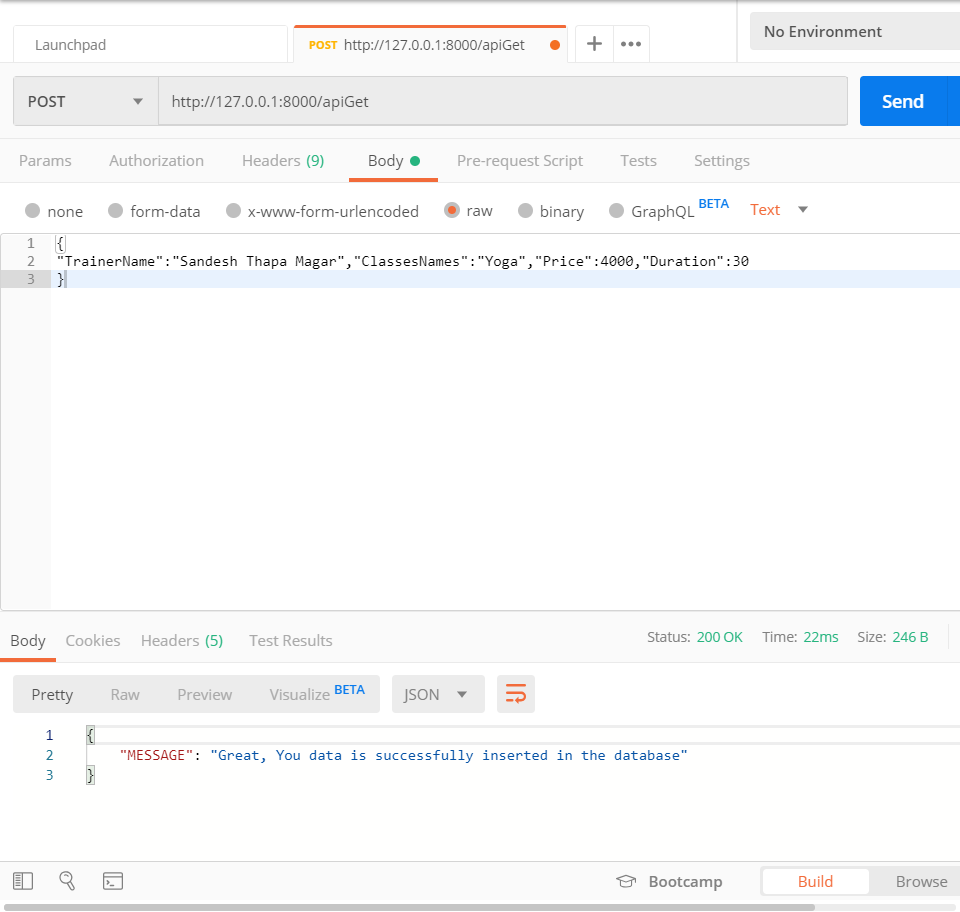 Launchpad
POST http://127.0.0.1:8000/apiGet
No Environment
POST http://127.0.0.1:8000/apiGet Send
Params Authorization Headers (9) Body Pre-request Script Tests Settings
none form-data x-www-form-urlencoded raw binary GraphQL BETA Text
1 {
2 "TrainerName":"Sandesh Thapa Magar","ClassesNames":"Yoga","Price":4000,"Duration":30
3 }
Body Cookies Headers (5) Test Results Status: 200 OK Time: 22ms Size: 246 B
Pretty Raw Preview Visualize BETA JSON
1 {
2 "MESSAGE": "Great, You data is successfully inserted in the database"
3 }
Bootcamp Build Browse